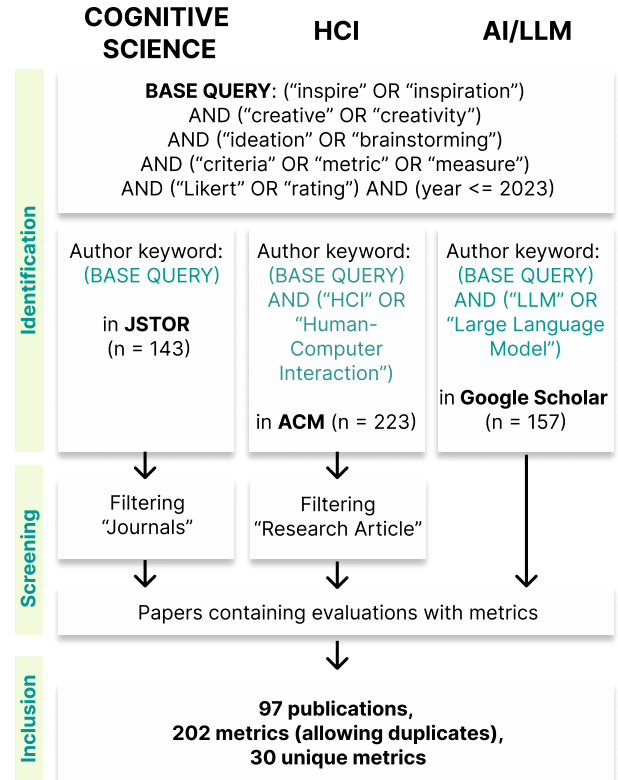 COGNITIVE
SCIENCE
HCI
AI/LLM
Identification
BASE QUERY: (“inspire” OR “inspiration”)
AND (“creative” OR “creativity”)
AND (“ideation” OR “brainstorming”)
AND (“criteria” OR “metric” OR “measure”)
AND (“Likert” OR “rating”) AND (year <= 2023)
Author keyword:
(BASE QUERY)
in JSTOR
(n = 143)
Author keyword:
(BASE QUERY)
AND (“HCI” OR
“Human-
Computer
Interaction”)
in ACM (n = 223)
Author keyword:
(BASE QUERY)
AND (“LLM” OR
“Large Language
Model”)
in Google Scholar
(n = 157)
Screening
Filtering
“Journals”
Filtering
“Research Article”
Papers containing evaluations with metrics
Inclusion
97 publications,
202 metrics (allowing duplicates),
30 unique metrics